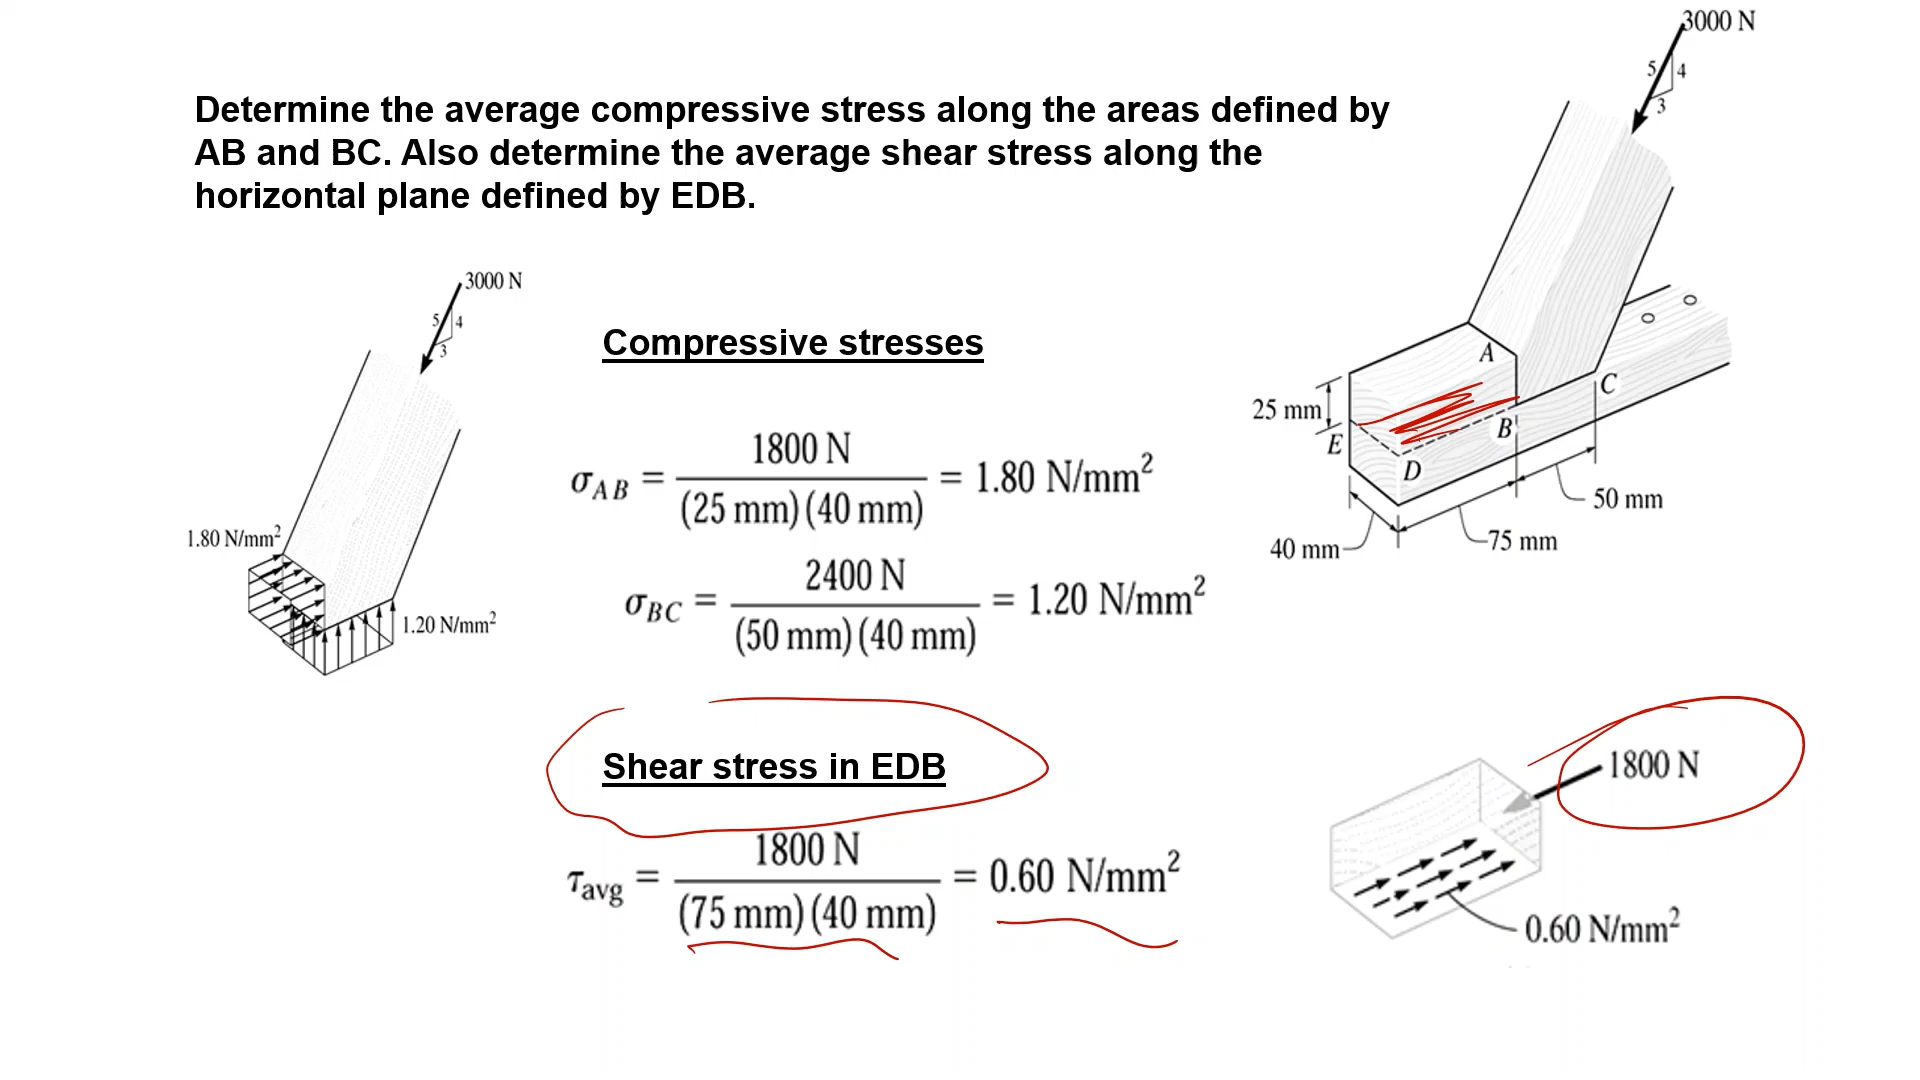 3000 N
5
4
3
Determine the average compressive stress along the areas defined by
AB and BC. Also determine the average shear stress along the
horizontal plane defined by EDB.
3000 N
5
4
3
Compressive stresses
A
C
25 mm
B
E
D
50 mm
40 mm
75 mm
σAB = 1800 N / (25 mm) (40 mm) = 1.80 N/mm²
1.80 N/mm²
σBC = 2400 N / (50 mm) (40 mm) = 1.20 N/mm²
1.20 N/mm²
Shear stress in EDB
1800 N
τavg = 1800 N / (75 mm) (40 mm) = 0.60 N/mm²
0.60 N/mm²